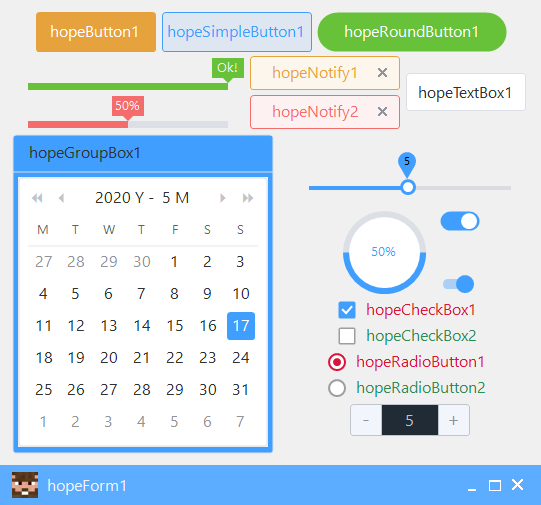 hopeButton1 hopeSimpleButton1 hopeRoundButton1
Ok!
50%
hopeNotify1
hopeNotify2
hopeTextBox1
hopeGroupBox1
2020 Y - 5 M
M T W T F S S
27 28 29 30 1 2 3
4 5 6 7 8 9 10
11 12 13 14 15 16 17
18 19 20 21 22 23 24
25 26 27 28 29 30 31
1 2 3 4 5 6 7
5
50%
hopeCheckBox1
hopeCheckBox2
hopeRadioButton1
hopeRadioButton2
- 5 +
hopeForm1